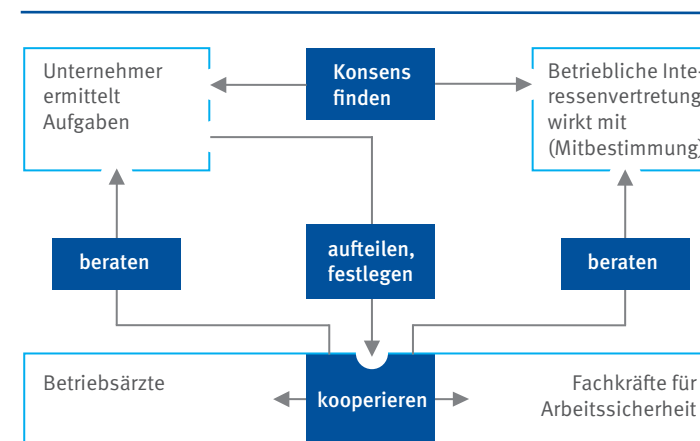 Unternehmer
ermittelt
Aufgaben
Konsens
finden
Betriebliche Inte-
ressenvertretung
wirkt mit
(Mitbestimmung)
beraten
aufteilen,
festlegen
beraten
Betriebsärzte
kooperieren
Fachkräfte für
Arbeitssicherheit